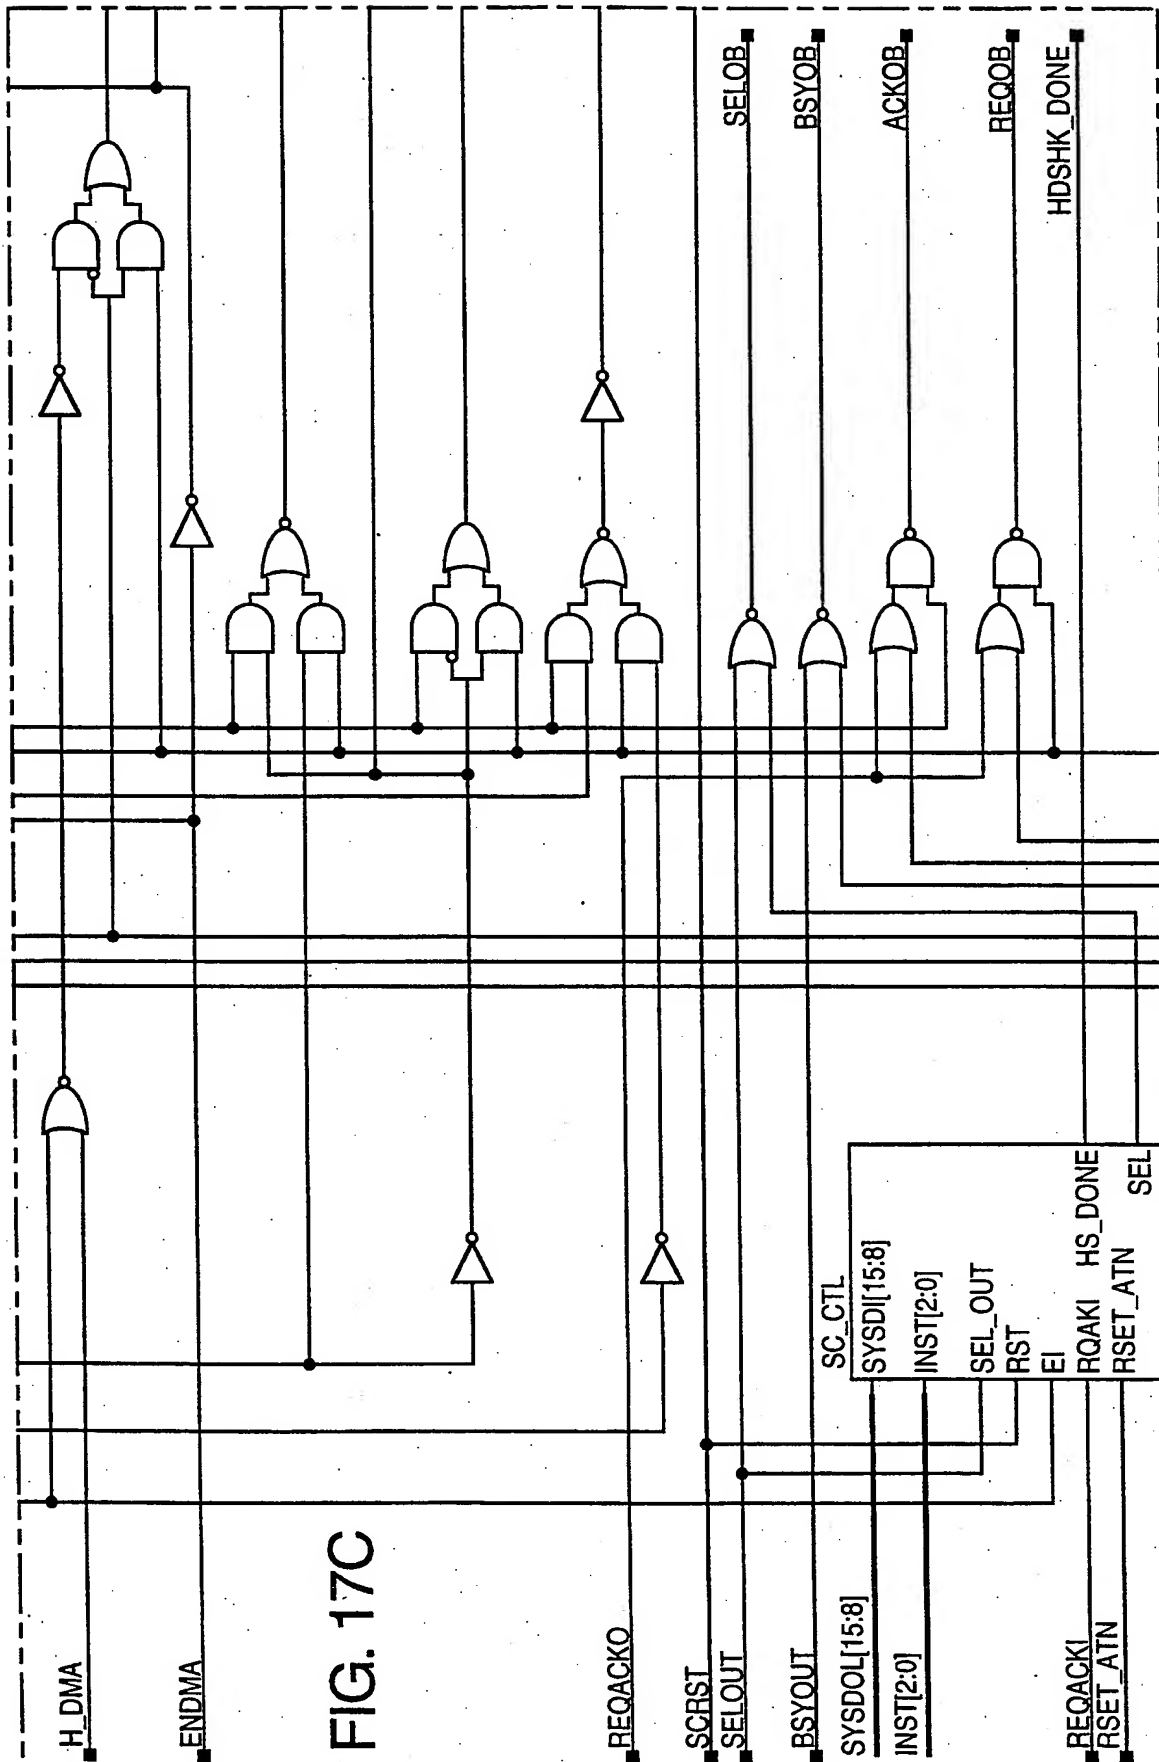 H_DMA
ENDMA
FIG. 17C
REQACKO
SCRST
SELOUT
BSYOUT
SYSDOL[15:8]
INST[2:0]
REQACKI
RSET_ATN
SC_CTL
SYSDI[15:8]
INST[2:0]
SEL_OUT
RST
EI
RQAKI HS_DONE
RSET_ATN
SEL
SELOB
BSYOB
ACKOB
REQOB
HDSHK_DONE